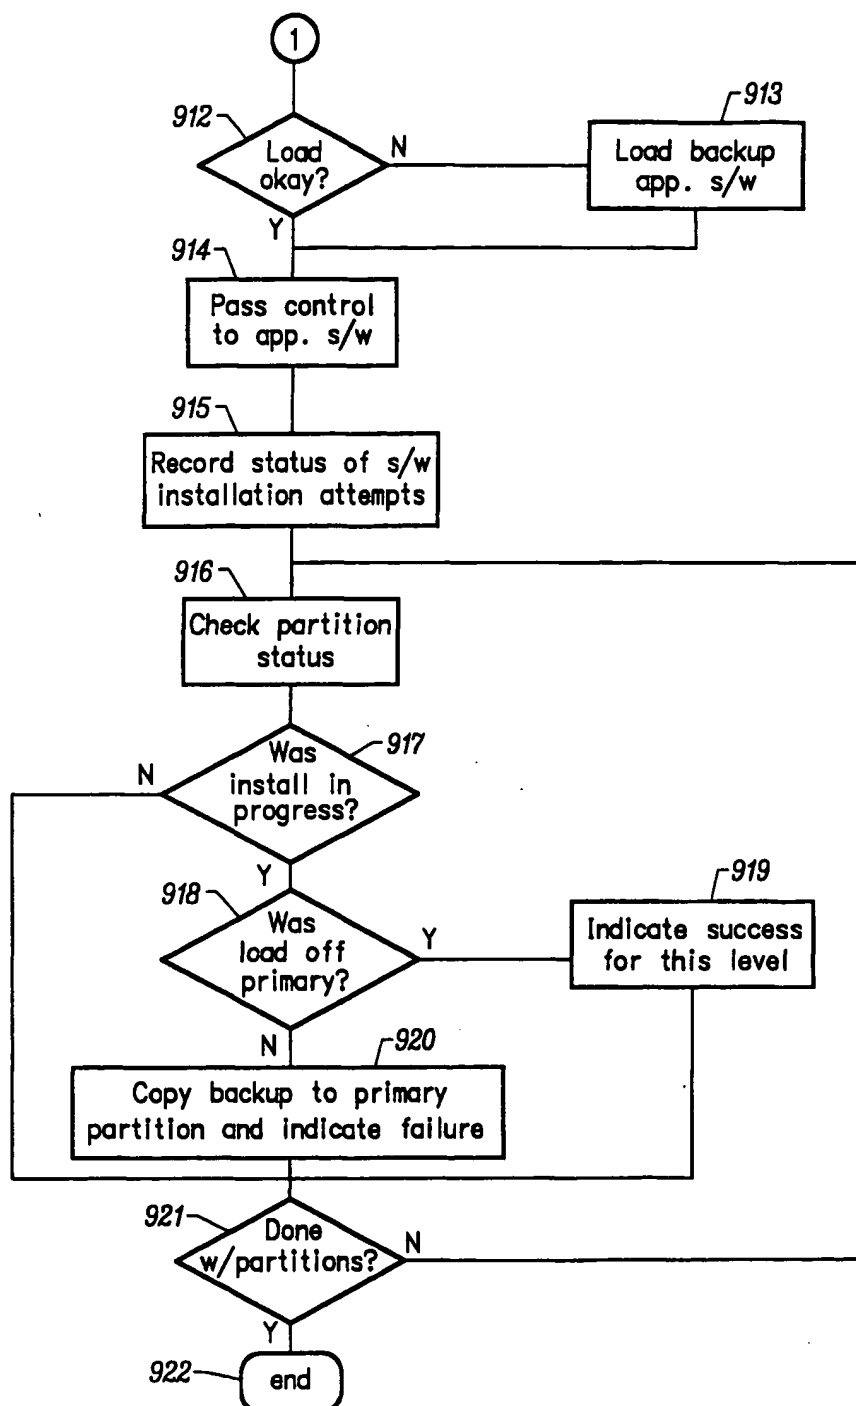 1
912
Load
okay?
N
Y
913
Load backup
app. s/w
914
Pass control
to app. s/w
915
Record status of s/w
installation attempts
916
Check partition
status
917
Was
install in
progress?
N
Y
918
Was
load off
primary?
Y
N
919
Indicate success
for this level
920
Copy backup to primary
partition and indicate failure
921
Done
w/partitions?
N
Y
922
end